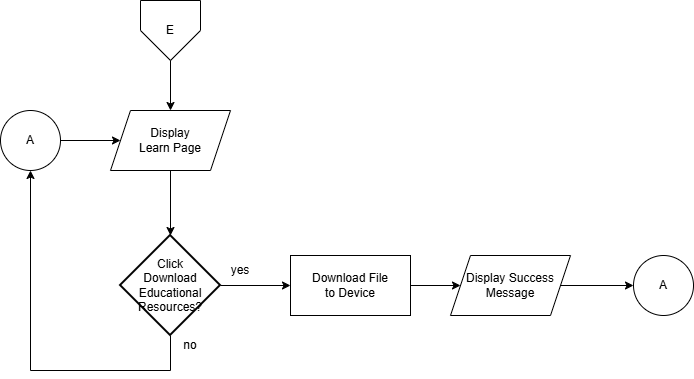 E
A
Display
Learn Page
Click
Download
Educational
Resources?
yes
no
Download File
to Device
Display Success
Message
A